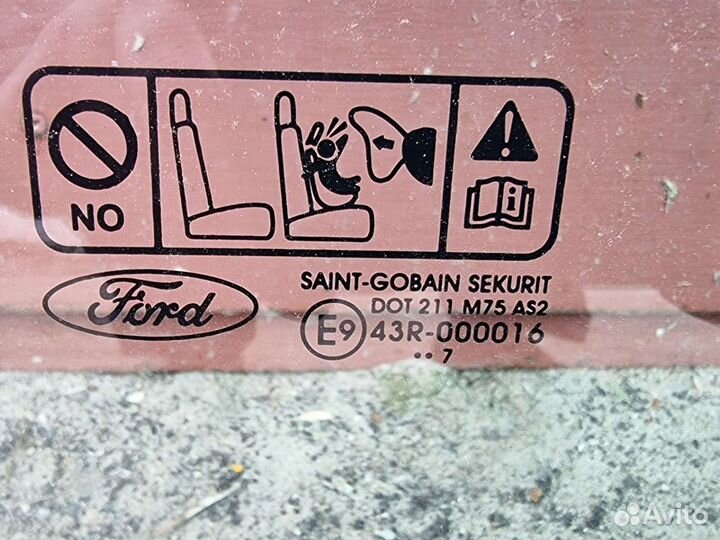 NO
i
Ford
SAINT-GOBAIN SEKURIT
DOT 211 M75 AS2
E9 43R-000016
•• 7
Avito